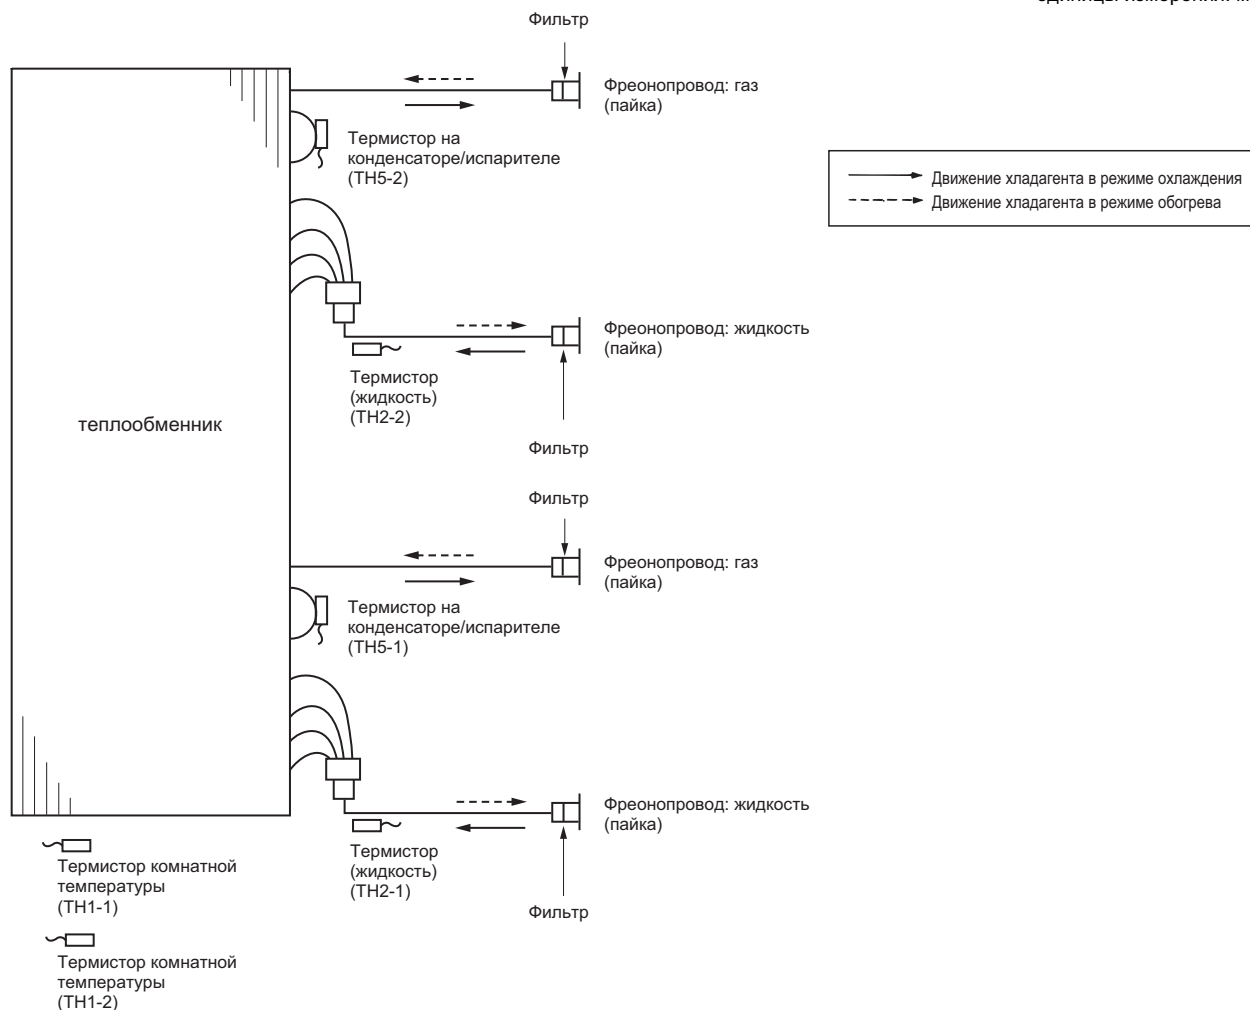 Фильтр
Фреонопровод: газ
(пайка)
Термистор на
конденсаторе/испарителе
(TH5-2)
Движение хладагента в режиме охлаждения
Движение хладагента в режиме обогрева
Фреонопровод: жидкость
(пайка)
Термистор
(жидкость)
(TH2-2)
теплообменник
Фильтр
Фильтр
Фреонопровод: газ
(пайка)
Термистор на
конденсаторе/испарителе
(TH5-1)
Фреонопровод: жидкость
(пайка)
Термистор
(жидкость)
(TH2-1)
Фильтр
Термистор комнатной
температуры
(TH1-1)
Термистор комнатной
температуры
(TH1-2)